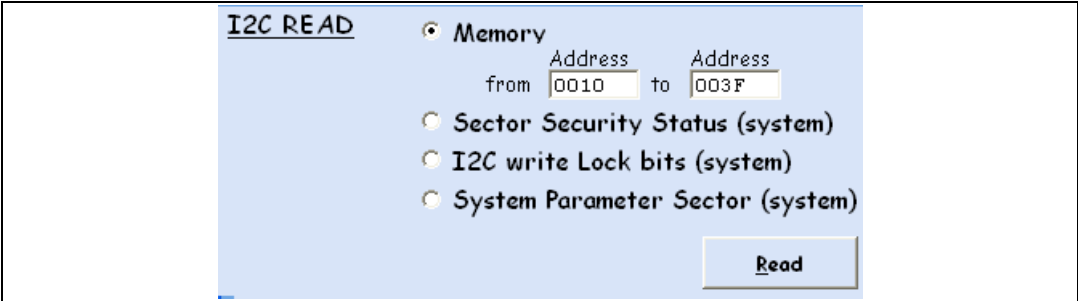 I2C READ
Memory
Address Address
from 0010 to 003F
Sector Security Status (system)
I2C write Lock bits (system)
System Parameter Sector (system)
Read